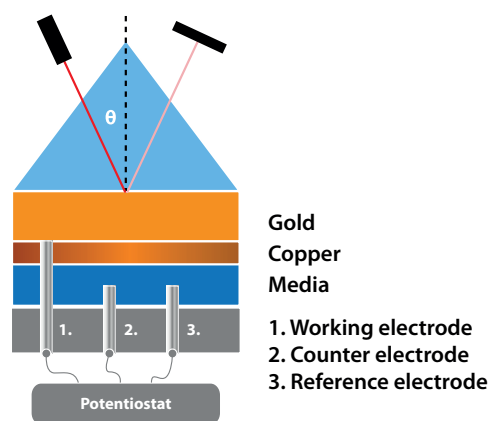 θ
Gold
Copper
Media
1. 2. 3.
1. Working electrode
2. Counter electrode
3. Reference electrode
Potentiostat